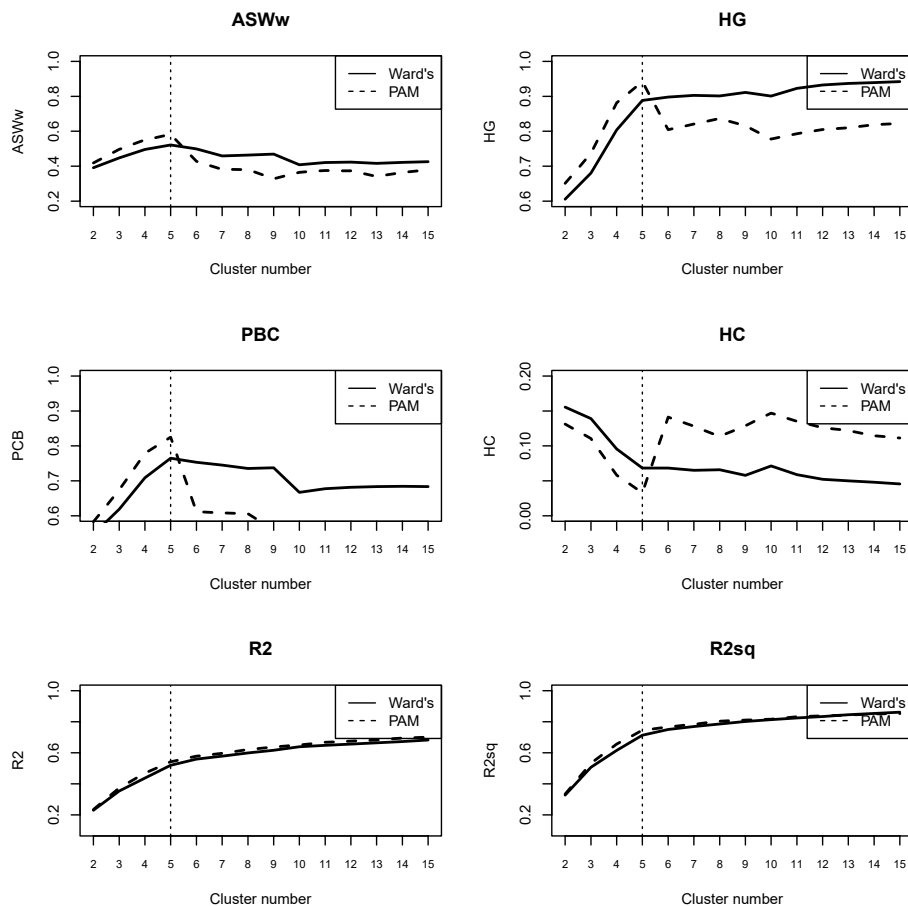 ASWw
ASWw
0.2 0.4 0.6 0.8 1.0
2 3 4 5 6 7 8 9 10 11 12 13 14 15
Cluster number
Ward's
PAM
HG
HG
0.6 0.7 0.8 0.9 1.0
2 3 4 5 6 7 8 9 10 11 12 13 14 15
Cluster number
Ward's
PAM
PBC
PCB
0.6 0.7 0.8 0.9 1.0
2 3 4 5 6 7 8 9 10 11 12 13 14 15
Cluster number
Ward's
PAM
HC
HC
0.00 0.10 0.20
2 3 4 5 6 7 8 9 10 11 12 13 14 15
Cluster number
Ward's
PAM
R2
R2
0.2 0.6 1.0
2 3 4 5 6 7 8 9 10 11 12 13 14 15
Cluster number
Ward's
PAM
R2sq
R2sq
0.2 0.6 1.0
2 3 4 5 6 7 8 9 10 11 12 13 14 15
Cluster number
Ward's
PAM